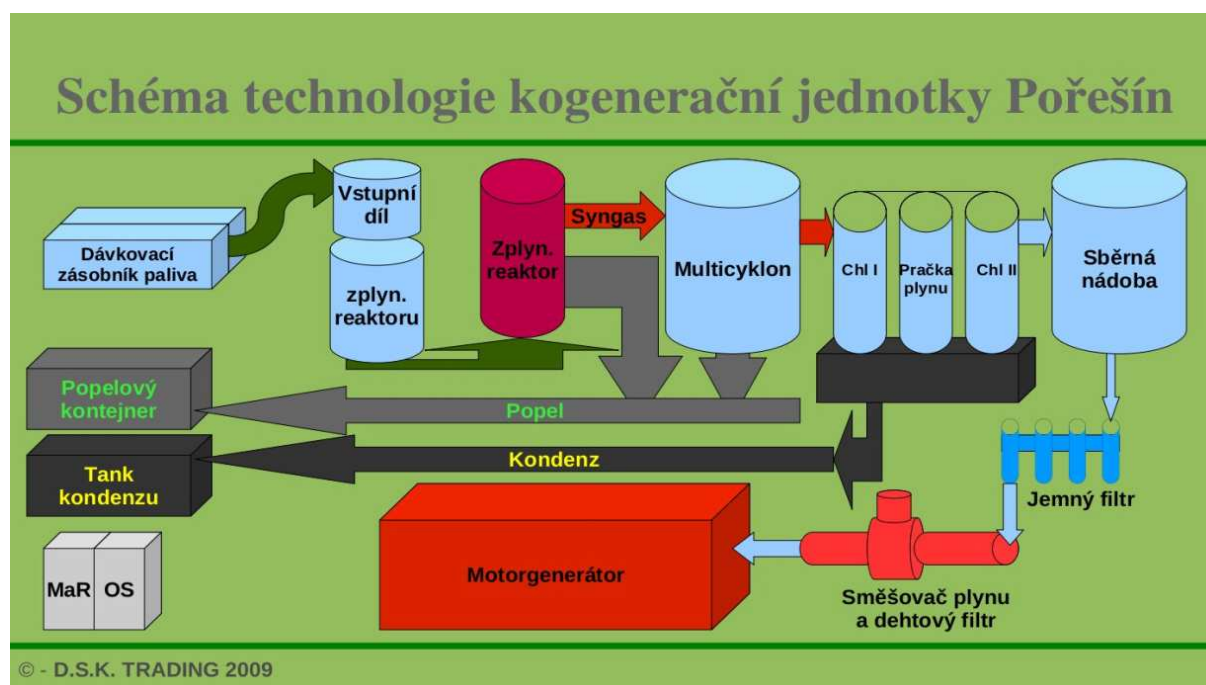 Schéma technologie kogenerační jednotky Pořešín
Vstupní
díl
Dávkovací
zásobník paliva
zplyn.
reaktoru
Zplyn.
reaktor
Syngas
Multicyklon
Chl I
Pračka
plynu
Chl II
Sběrná
nádoba
Popelový
kontejner
Popel
Tank
kondenzu
Kondenz
Jemný filtr
MaR
OS
Motorgenerátor
Směšovač plynu
a dehtový filtr
© - D.S.K. TRADING 2009